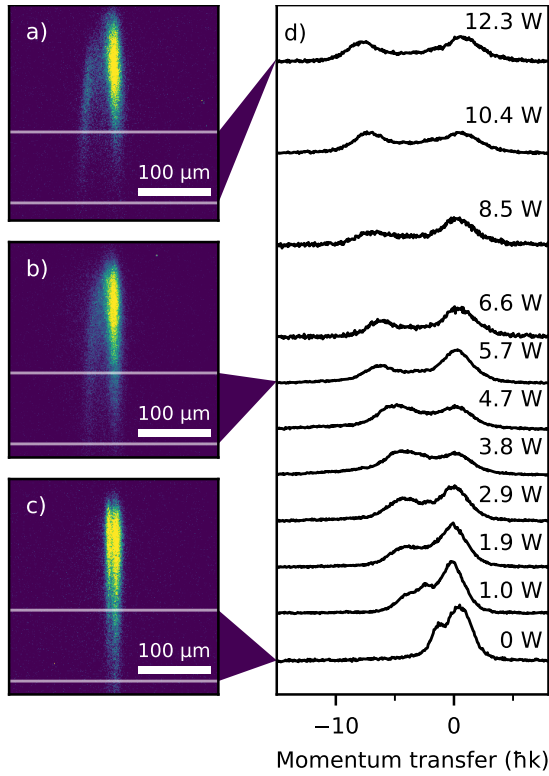 a)
100 µm
b)
100 µm
c)
100 µm
d)
12.3 W
10.4 W
8.5 W
6.6 W
5.7 W
4.7 W
3.8 W
2.9 W
1.9 W
1.0 W
0 W
−10 0
Momentum transfer (ħk)